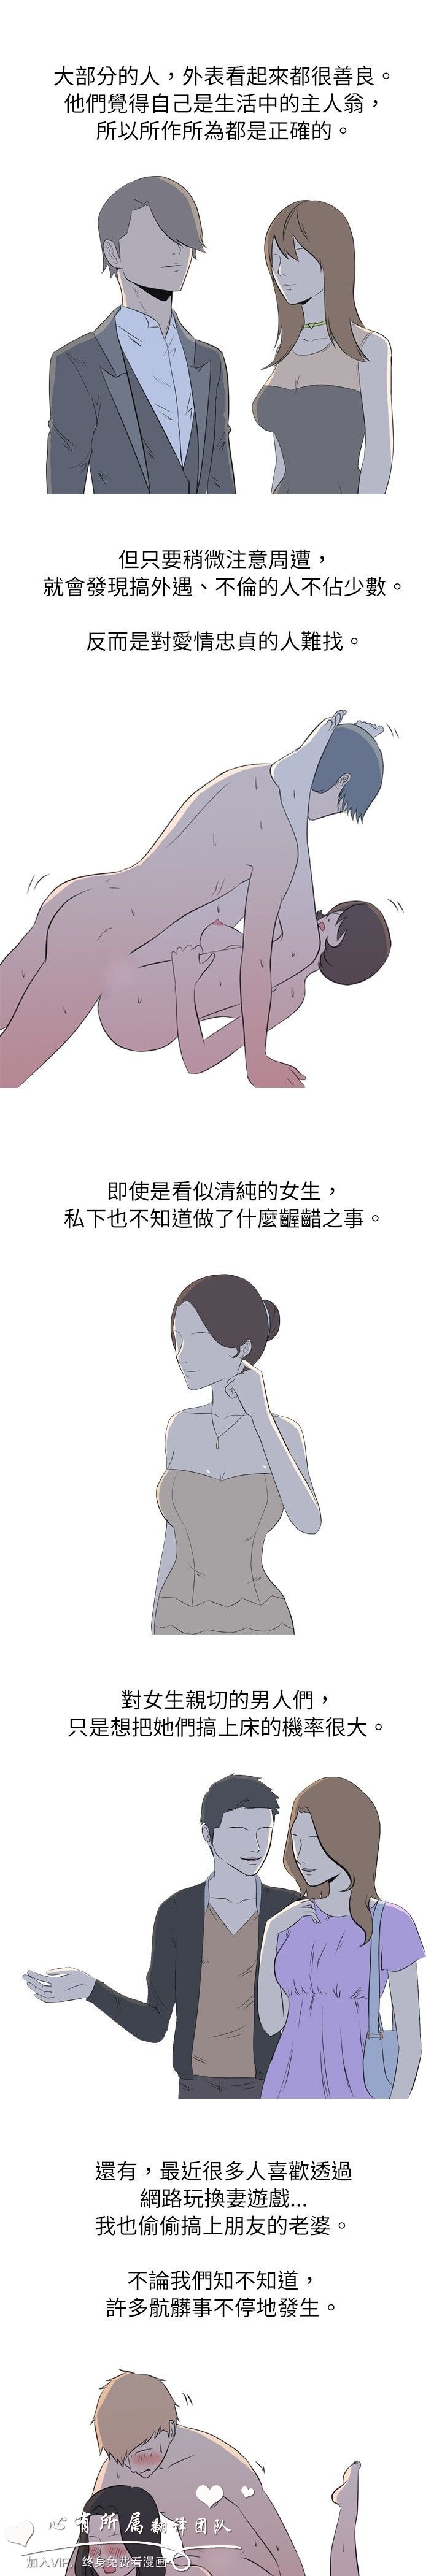 大部分的人，外表看起來都很善良。
他們覺得自己是生活中的主人翁，
所以所作所為都是正確的。
但只要稍微注意周遭，
就會發現搞外遇、不倫的人不佔少數。
反而是對愛情忠貞的人難找。
即使是看似清純的女生，
私下也不知道做了什麼齷齪之事。
對女生親切的男人們，
只是想把她們搞上床的機率很大。
還有，最近很多人喜歡透過
網路玩換妻遊戲...
我也偷偷搞上朋友的老婆。
不論我們知不知道，
許多骯髒事不停地發生。
心有所属翻译团队
加入VIP，终身免费看漫画